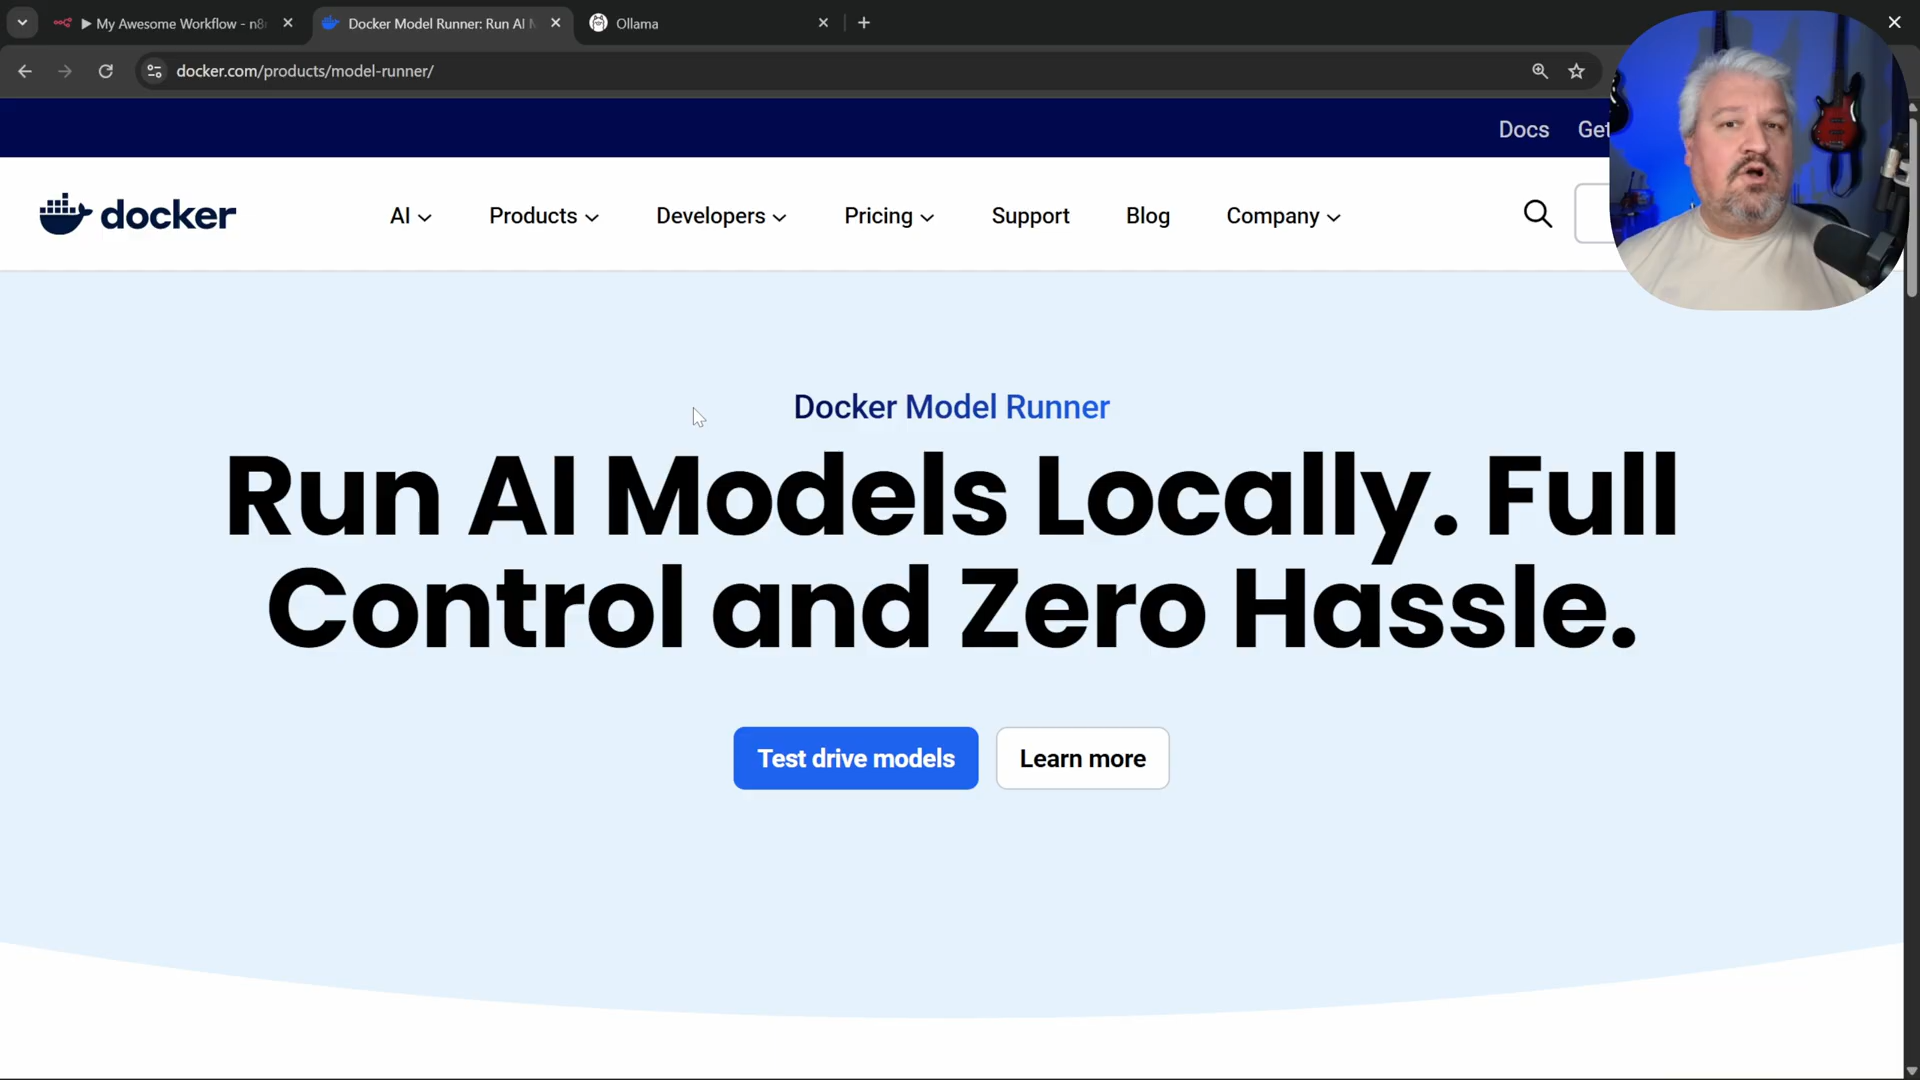 My Awesome Workflow - n8
Docker Model Runner: Run AI M
Ollama
docker.com/products/model-runner/
Docs Get
docker
AI Products Developers Pricing Support Blog Company
Docker Model Runner
Run AI Models Locally. Full
Control and Zero Hassle.
Test drive models Learn more